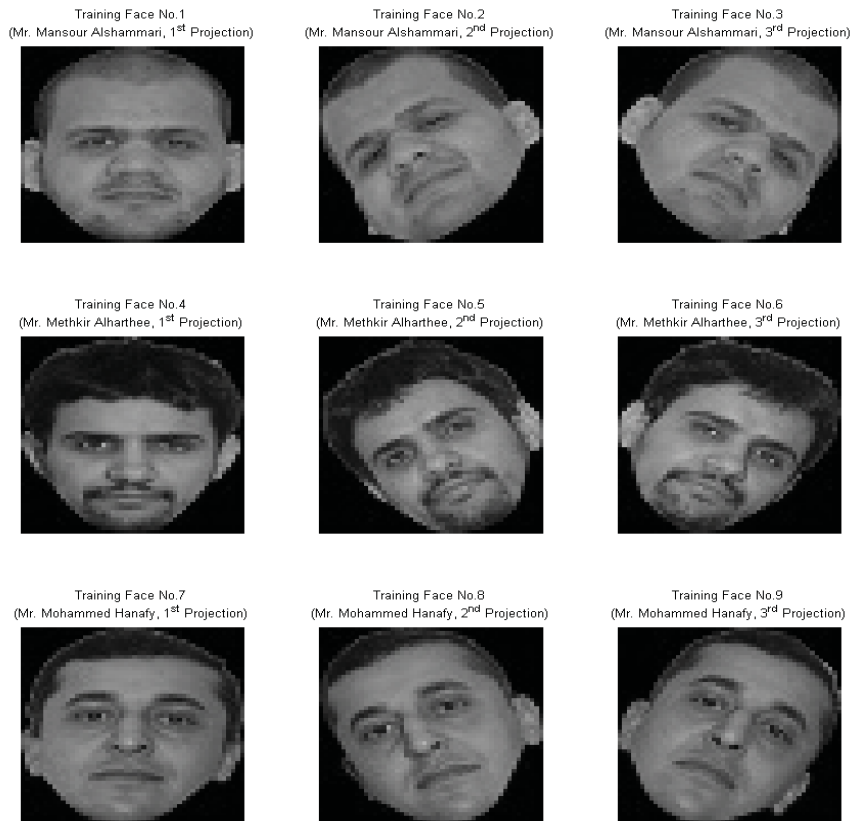 Training Face No.1
(Mr. Mansour Alshammari, 1st Projection)
Training Face No.2
(Mr. Mansour Alshammari, 2nd Projection)
Training Face No.3
(Mr. Mansour Alshammari, 3rd Projection)
Training Face No.4
(Mr. Methkir Alharthee, 1st Projection)
Training Face No.5
(Mr. Methkir Alharthee, 2nd Projection)
Training Face No.6
(Mr. Methkir Alharthee, 3rd Projection)
Training Face No.7
(Mr. Mohammed Hanafy, 1st Projection)
Training Face No.8
(Mr. Mohammed Hanafy, 2nd Projection)
Training Face No.9
(Mr. Mohammed Hanafy, 3rd Projection)